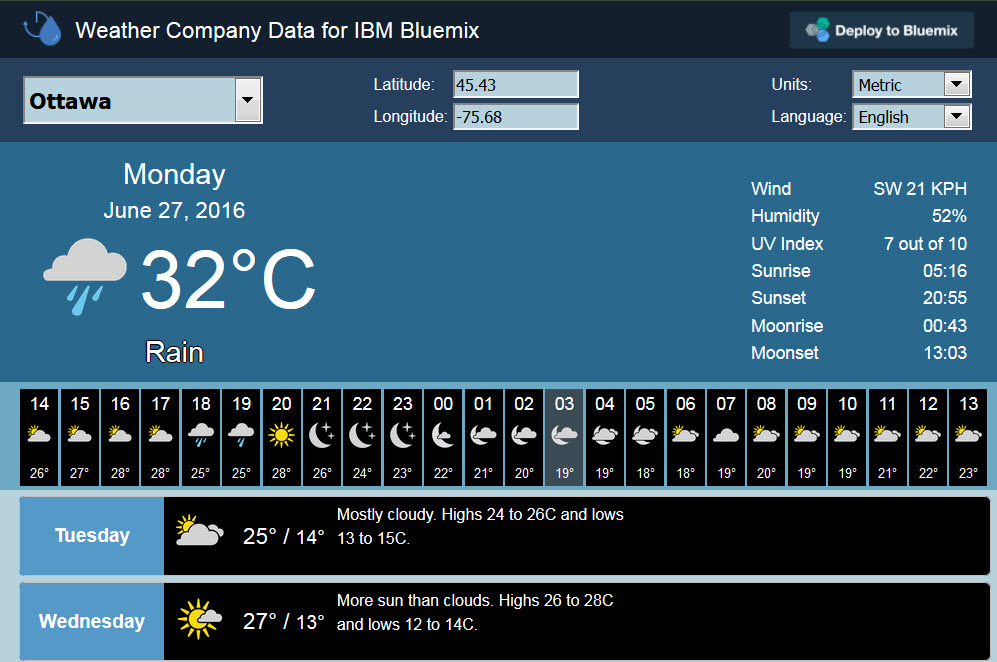 Weather Company Data for IBM Bluemix
Deploy to Bluemix
Ottawa
Latitude: 45.43
Longitude: -75.68
Units: Metric
Language: English
Monday
June 27, 2016
32°C
Rain
Wind SW 21 KPH
Humidity 52%
UV Index 7 out of 10
Sunrise 05:16
Sunset 20:55
Moonrise 00:43
Moonset 13:03
14 15 16 17 18 19 20 21 22 23 00 01 02 03 04 05 06 07 08 09 10 11 12 13
26° 27° 28° 28° 25° 25° 28° 26° 24° 23° 22° 21° 20° 19° 19° 18° 18° 19° 20° 19° 19° 21° 22° 23°
Tuesday
25° / 14°
Mostly cloudy. Highs 24 to 26C and lows
13 to 15C.
Wednesday
27° / 13°
More sun than clouds. Highs 26 to 28C
and lows 12 to 14C.